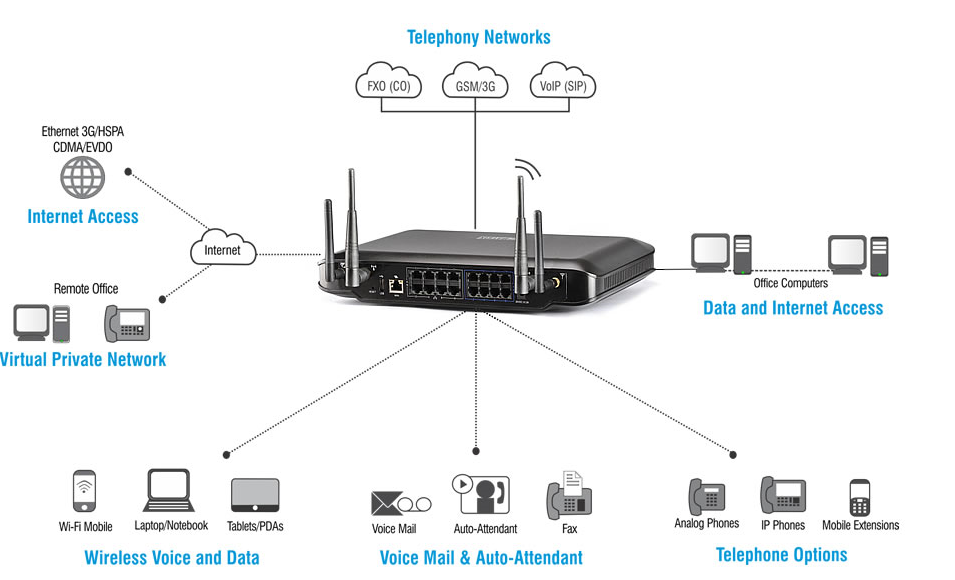 Telephony Networks
FXO (CO)
GSM/3G
VoIP (SIP)
Ethernet 3G/HSPA
CDMA/EVDO
Internet Access
Internet
Remote Office
Virtual Private Network
Office Computers
Data and Internet Access
Wi-Fi Mobile
Laptop/Notebook
Tablets/PDAs
Wireless Voice and Data
Voice Mail
Auto-Attendant
Fax
Voice Mail & Auto-Attendant
Analog Phones
IP Phones
Mobile Extensions
Telephone Options